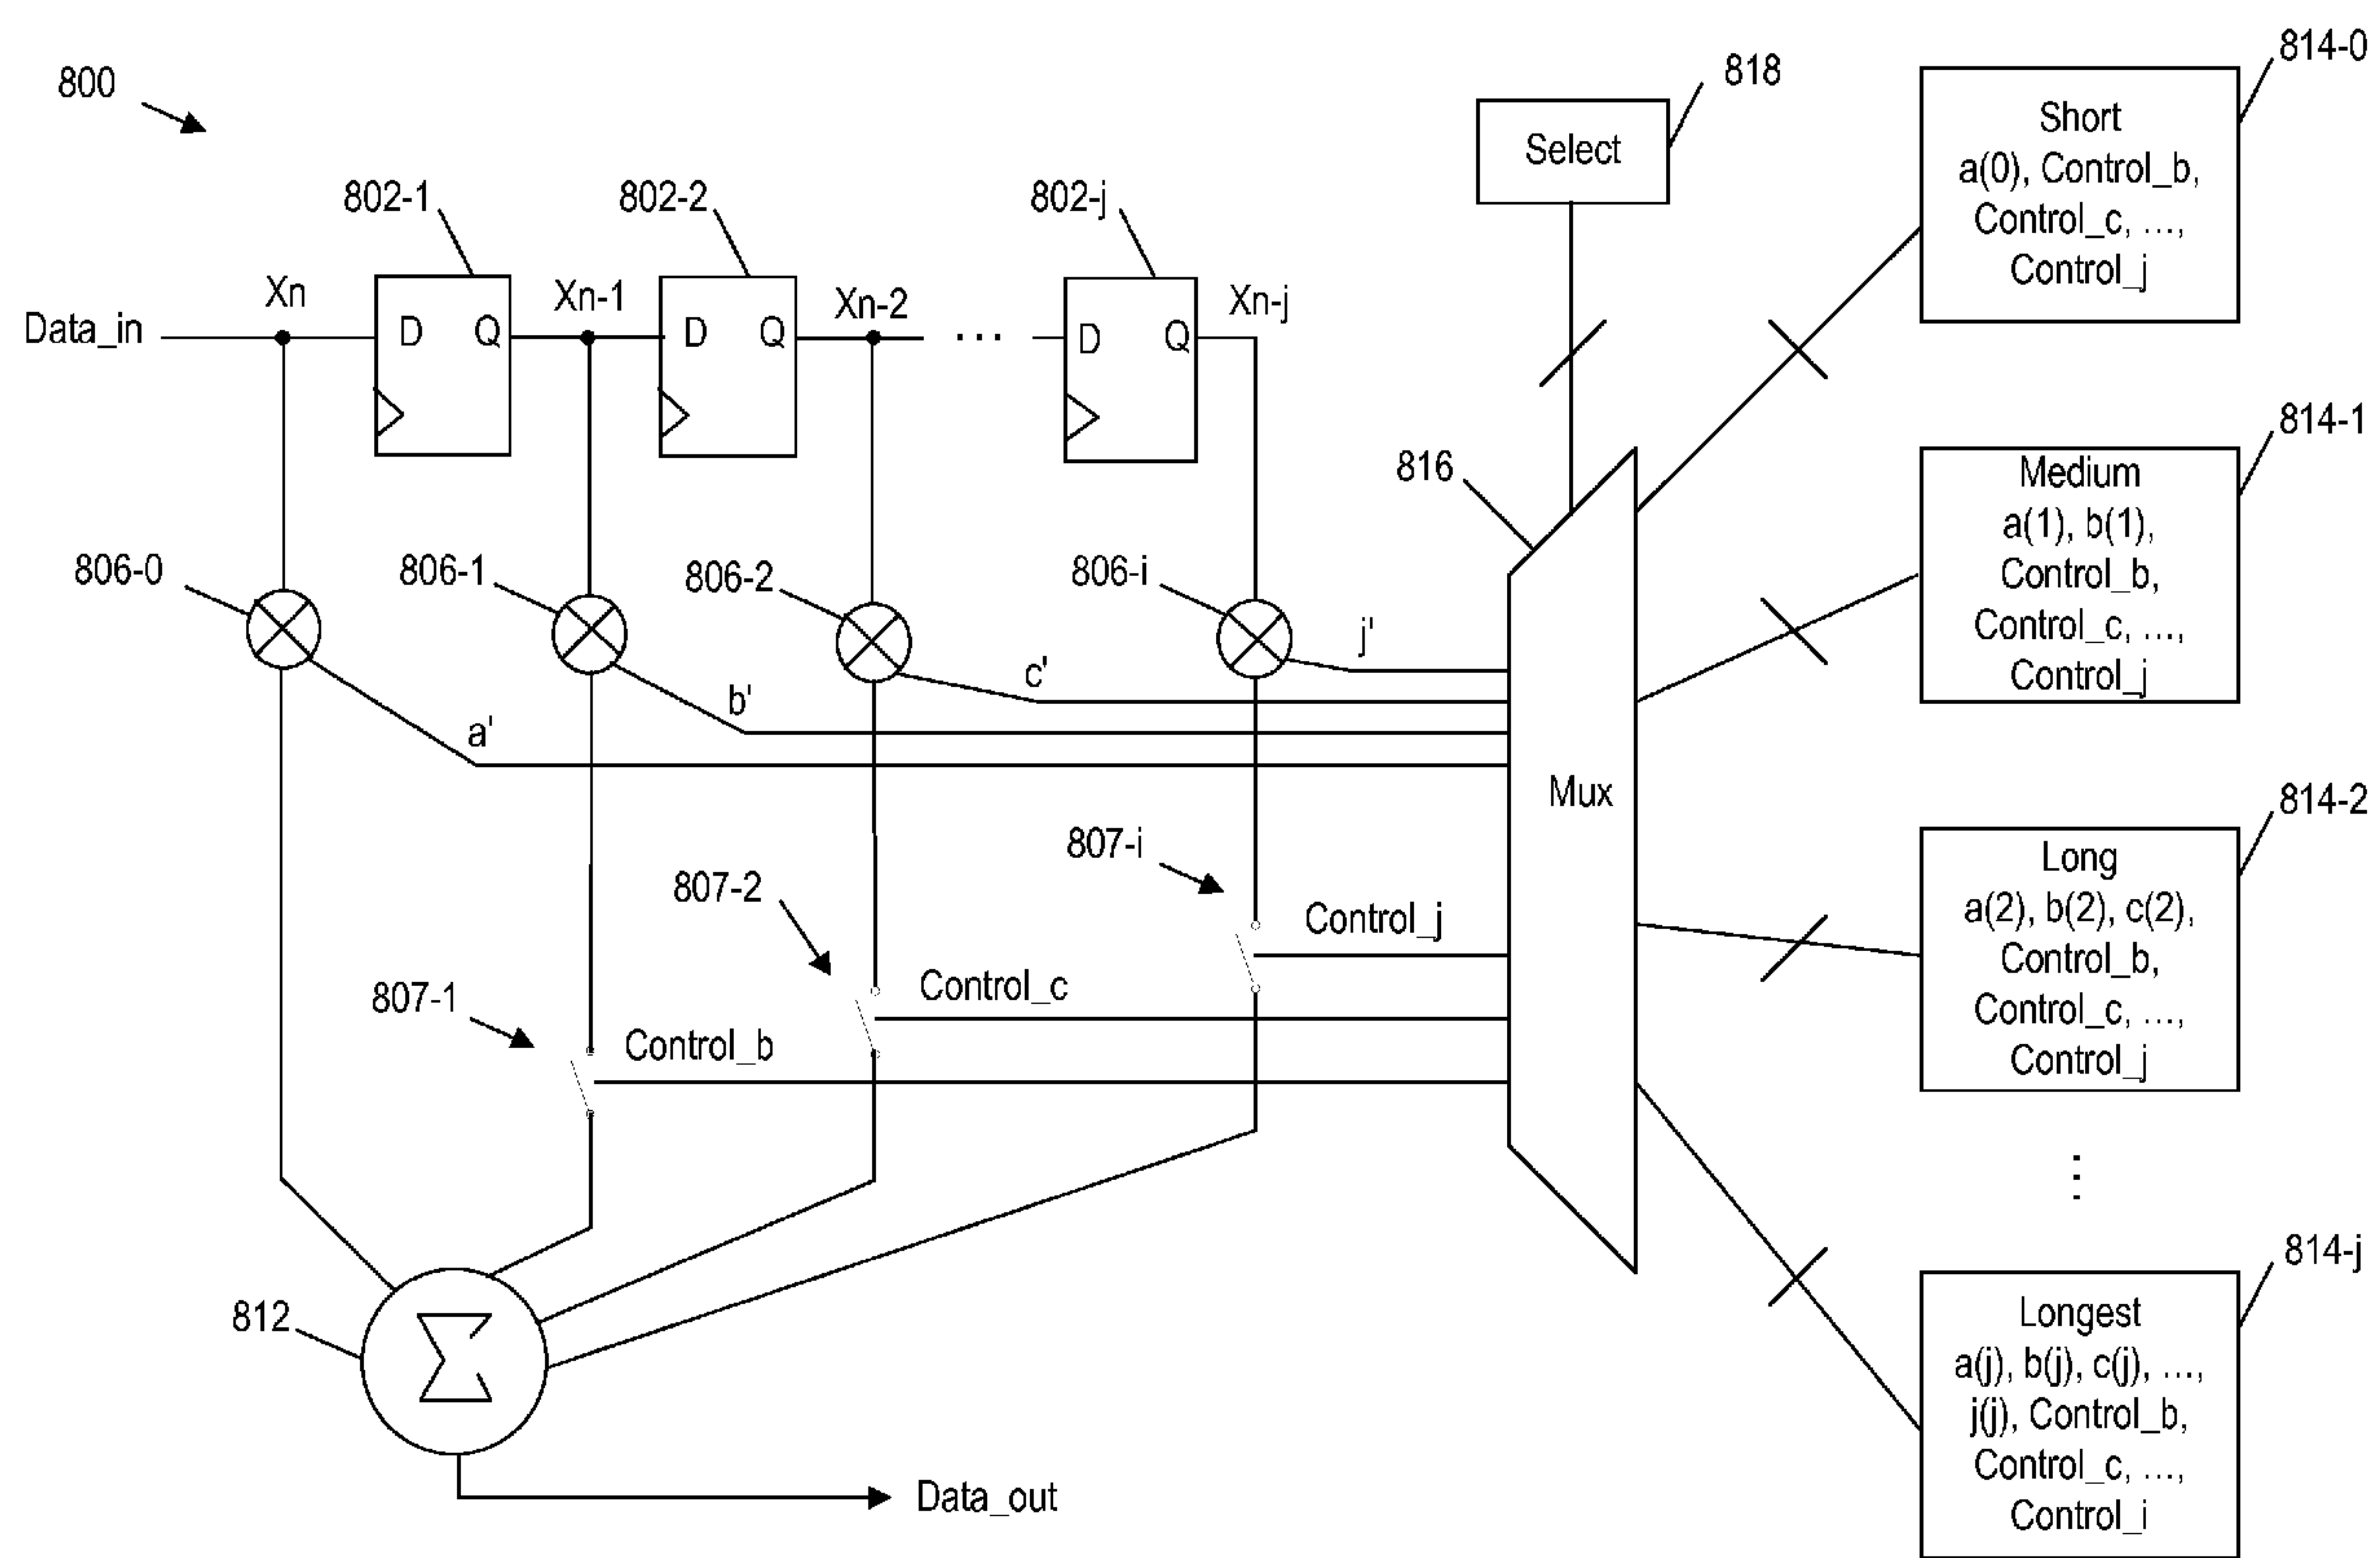 800
802-1
802-2
802-j
818
Select
814-0
Short
a(0), Control_b,
Control_c, ...,
Control_j
Data_in
Xn
D
Q
Xn-1
D
Q
Xn-2
...
D
Q
Xn-j
816
814-1
Medium
a(1), b(1),
Control_b,
Control_c, ...,
Control_j
806-0
806-1
806-2
806-i
a'
b'
c'
j'
Mux
814-2
Long
a(2), b(2), c(2),
Control_b,
Control_c, ...,
Control_j
807-1
807-2
807-i
Control_b
Control_c
Control_j
⋮
814-j
Longest
a(j), b(j), c(j), ...,
j(j), Control_b,
Control_c, ...,
Control_i
812
Σ
Data_out